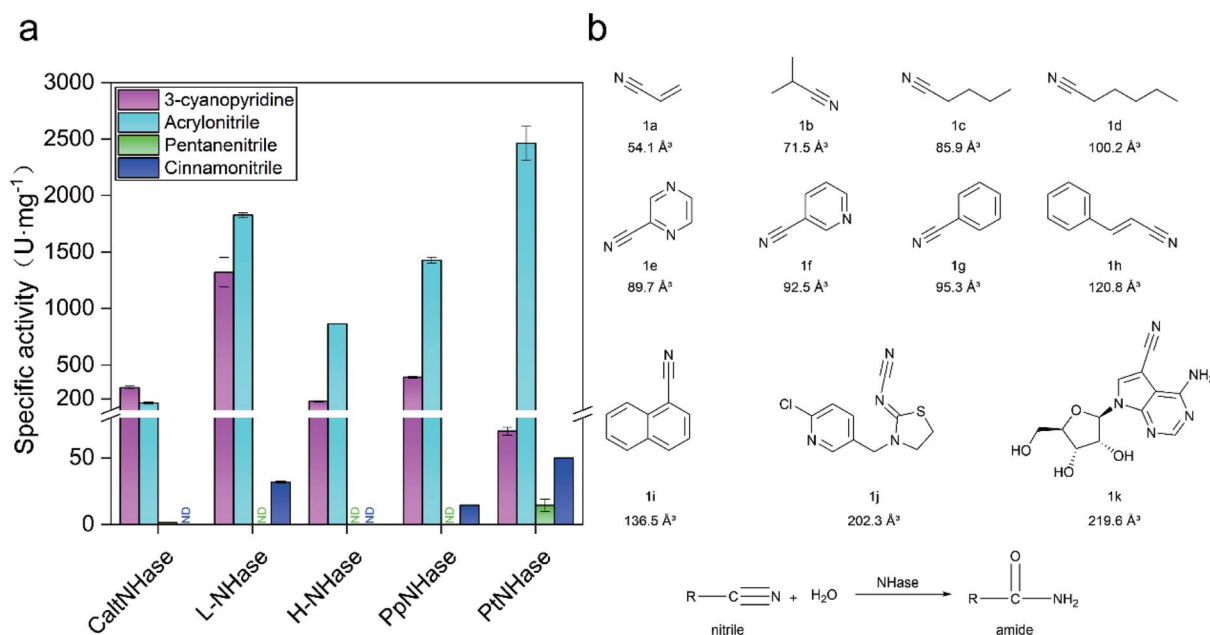 a
3000
2500
2000
1500
1000
500
200
50
0
Specific activity（U·mg⁻¹）
3-cyanopyridine
Acrylonitrile
Pentanenitrile
Cinnamonitrile
ND
ND
ND
ND
ND
CaltNHase
L-NHase
H-NHase
PpNHase
PtNHase
b
N
N
N
N
1a
1b
1c
1d
54.1 Å³
71.5 Å³
85.9 Å³
100.2 Å³
N
N
N
N
N
N
N
1e
1f
1g
1h
89.7 Å³
92.5 Å³
95.3 Å³
120.8 Å³
N
N
N
S
Cl
N
N
N
NH₂
N
N
N
O
HO
HO
OH
1i
1j
1k
136.5 Å³
202.3 Å³
219.6 Å³
R C N + H₂O
NHase
O
R C NH₂
nitrile
amide